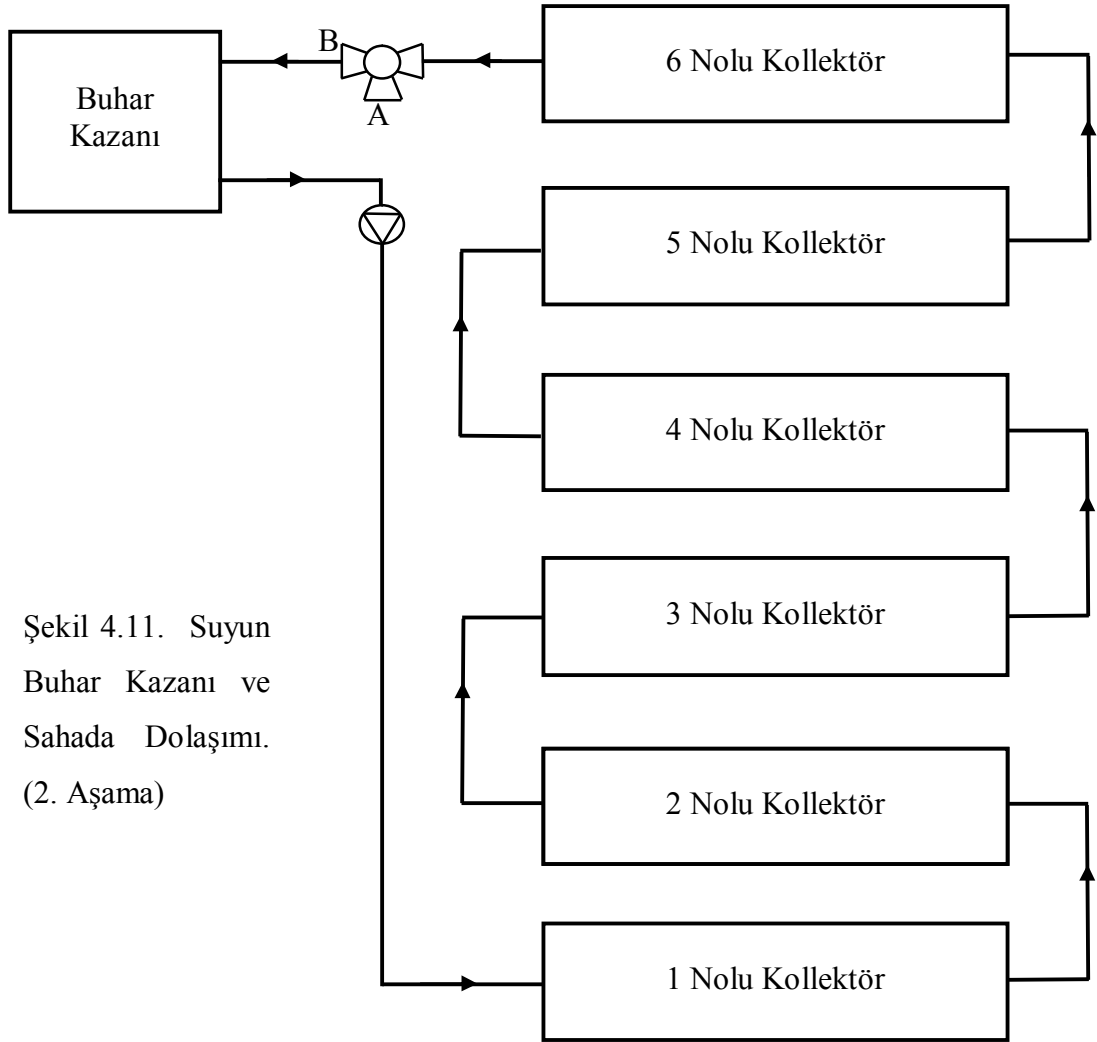 Buhar
Kazanı
B
A
6 Nolu Kollektör
5 Nolu Kollektör
4 Nolu Kollektör
3 Nolu Kollektör
2 Nolu Kollektör
1 Nolu Kollektör
Şekil 4.11. Suyun
Buhar Kazanı ve
Sahada Dolaşımı.
(2. Aşama)